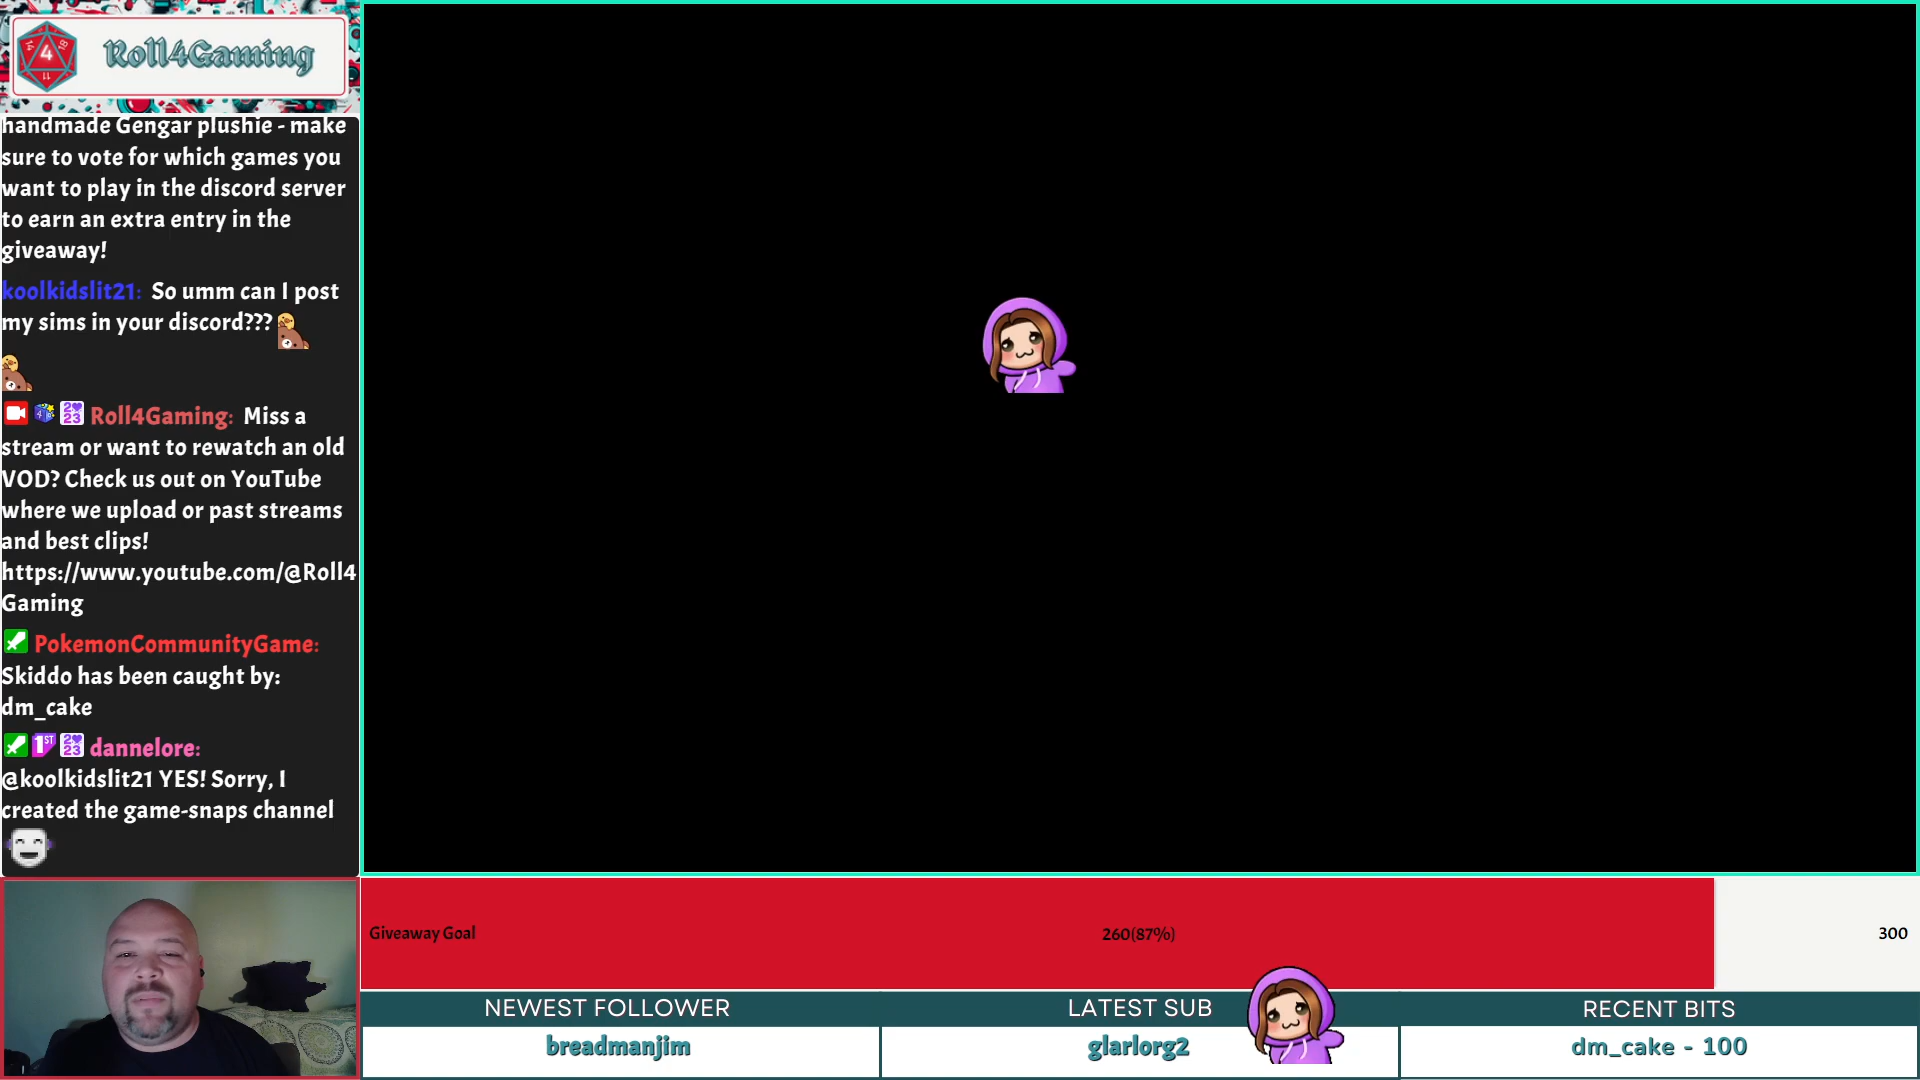 Roll4Gaming
4
14
18
11
handmade Gengar plushie - make
sure to vote for which games you
want to play in the discord server
to earn an extra entry in the
giveaway!
koolkidslit21: So umm can I post
my sims in your discord???
Roll4Gaming: Miss a
stream or want to rewatch an old
VOD? Check us out on YouTube
where we upload or past streams
and best clips!
https://www.youtube.com/@Roll4
Gaming
PokemonCommunityGame:
Skiddo has been caught by:
dm_cake
1ST
dannelore:
@koolkidslit21 YES! Sorry, I
created the game-snaps channel
Giveaway Goal
260(87%)
300
NEWEST FOLLOWER
LATEST SUB
RECENT BITS
breadmanjim
glarlorg2
dm_cake - 100